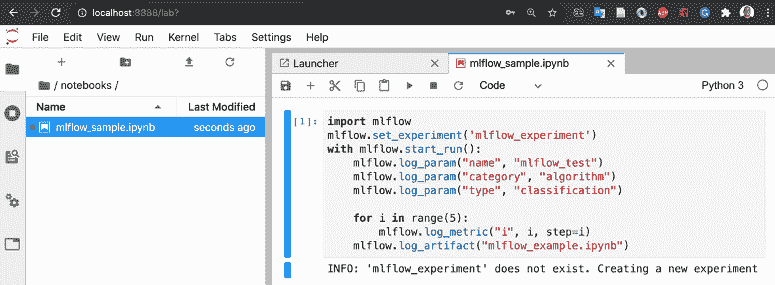 localhost:8888/lab?
File Edit View Run Kernel Tabs Settings Help
/ notebooks /
Name Last Modified
mlflow_sample.ipynb seconds ago
Launcher mlflow_sample.ipynb
Code Python 3
[1]: import mlflow
mlflow.set_experiment('mlflow_experiment')
with mlflow.start_run():
mlflow.log_param("name", "mlflow_test")
mlflow.log_param("category", "algorithm")
mlflow.log_param("type", "classification")
for i in range(5):
mlflow.log_metric("i", i, step=i)
mlflow.log_artifact("mlflow_example.ipynb")
INFO: 'mlflow_experiment' does not exist. Creating a new experiment